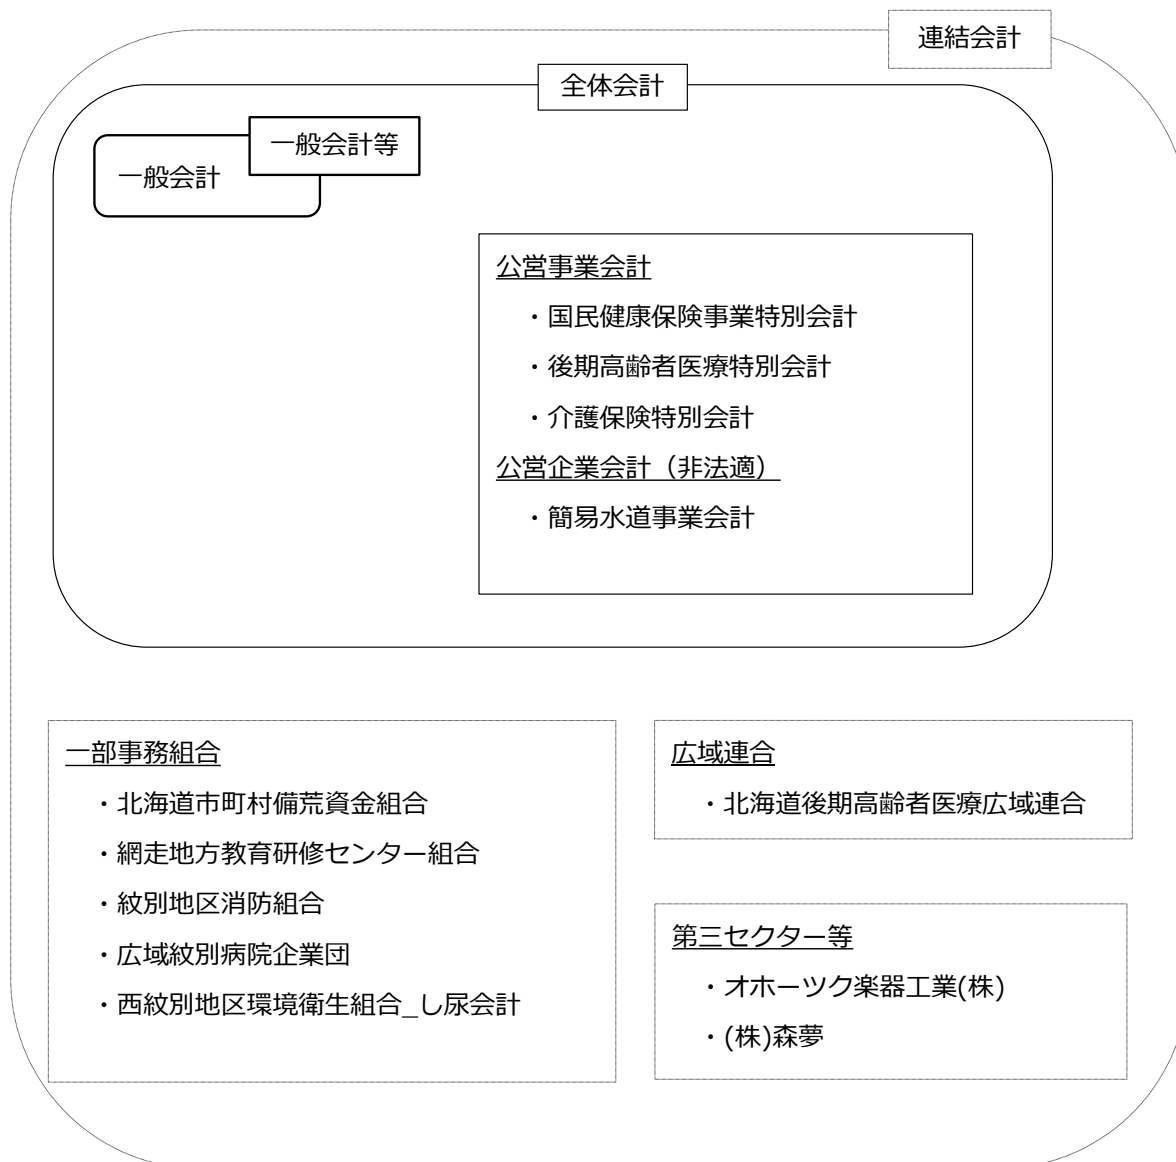 連結会計
全体会計
一般会計等
一般会計
公営事業会計
・国民健康保険事業特別会計
・後期高齢者医療特別会計
・介護保険特別会計
公営企業会計（非法適）
・簡易水道事業会計
一部事務組合
・北海道市町村備荒資金組合
・網走地方教育研修センター組合
・紋別地区消防組合
・広域紋別病院企業団
・西紋別地区環境衛生組合_し尿会計
広域連合
・北海道後期高齢者医療広域連合
第三セクター等
・オホーツク楽器工業(株)
・(株)森夢